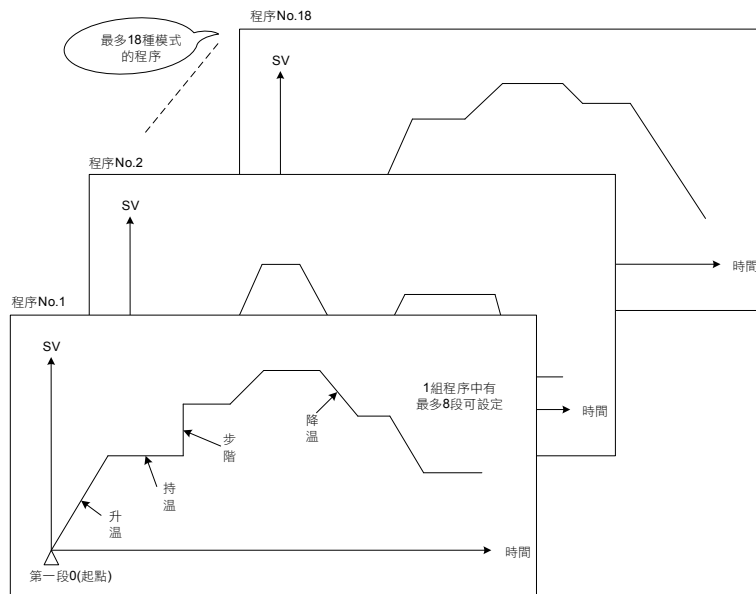 程序No.18
最多18種模式
的程序
SV
時間
程序No.2
SV
時間
程序No.1
SV
1組程序中有
最多8段可設定
步
階
降
温
持
温
升
温
時間
第一段0(起點)